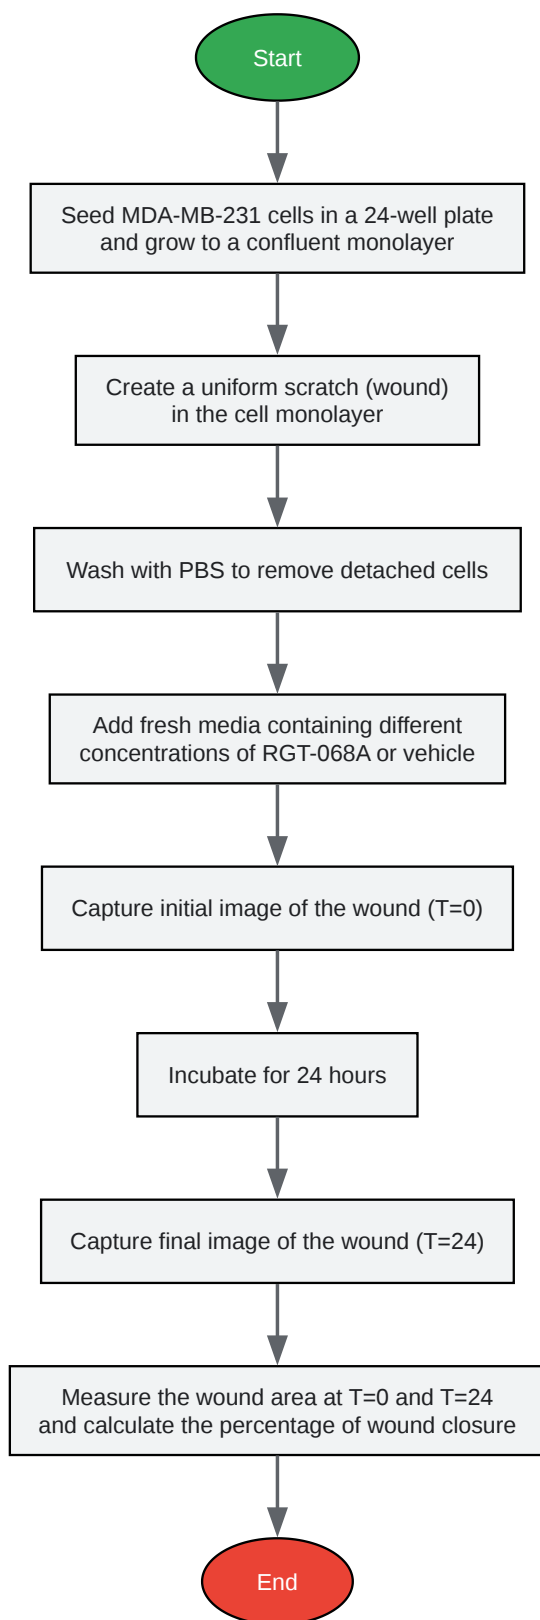 Start
Seed MDA-MB-231 cells in a 24-well plate
and grow to a confluent monolayer
Create a uniform scratch (wound)
in the cell monolayer
Wash with PBS to remove detached cells
Add fresh media containing different
concentrations of RGT-068A or vehicle
Capture initial image of the wound (T=0)
Incubate for 24 hours
Capture final image of the wound (T=24)
Measure the wound area at T=0 and T=24
and calculate the percentage of wound closure
End